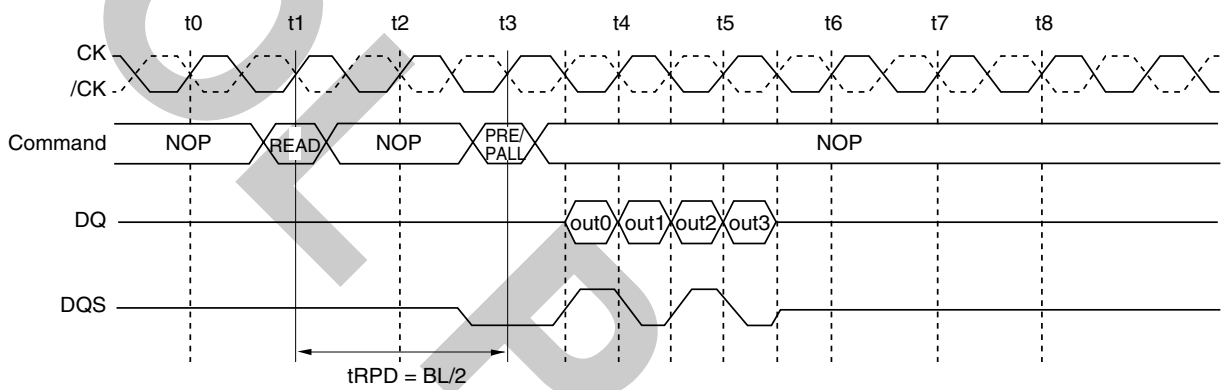 t0 t1 t2 t3 t4 t5 t6 t7 t8
CK
/CK
Command NOP READ NOP PRE/ PALL NOP
DQ out0 out1 out2 out3
DQS
tRPD = BL/2